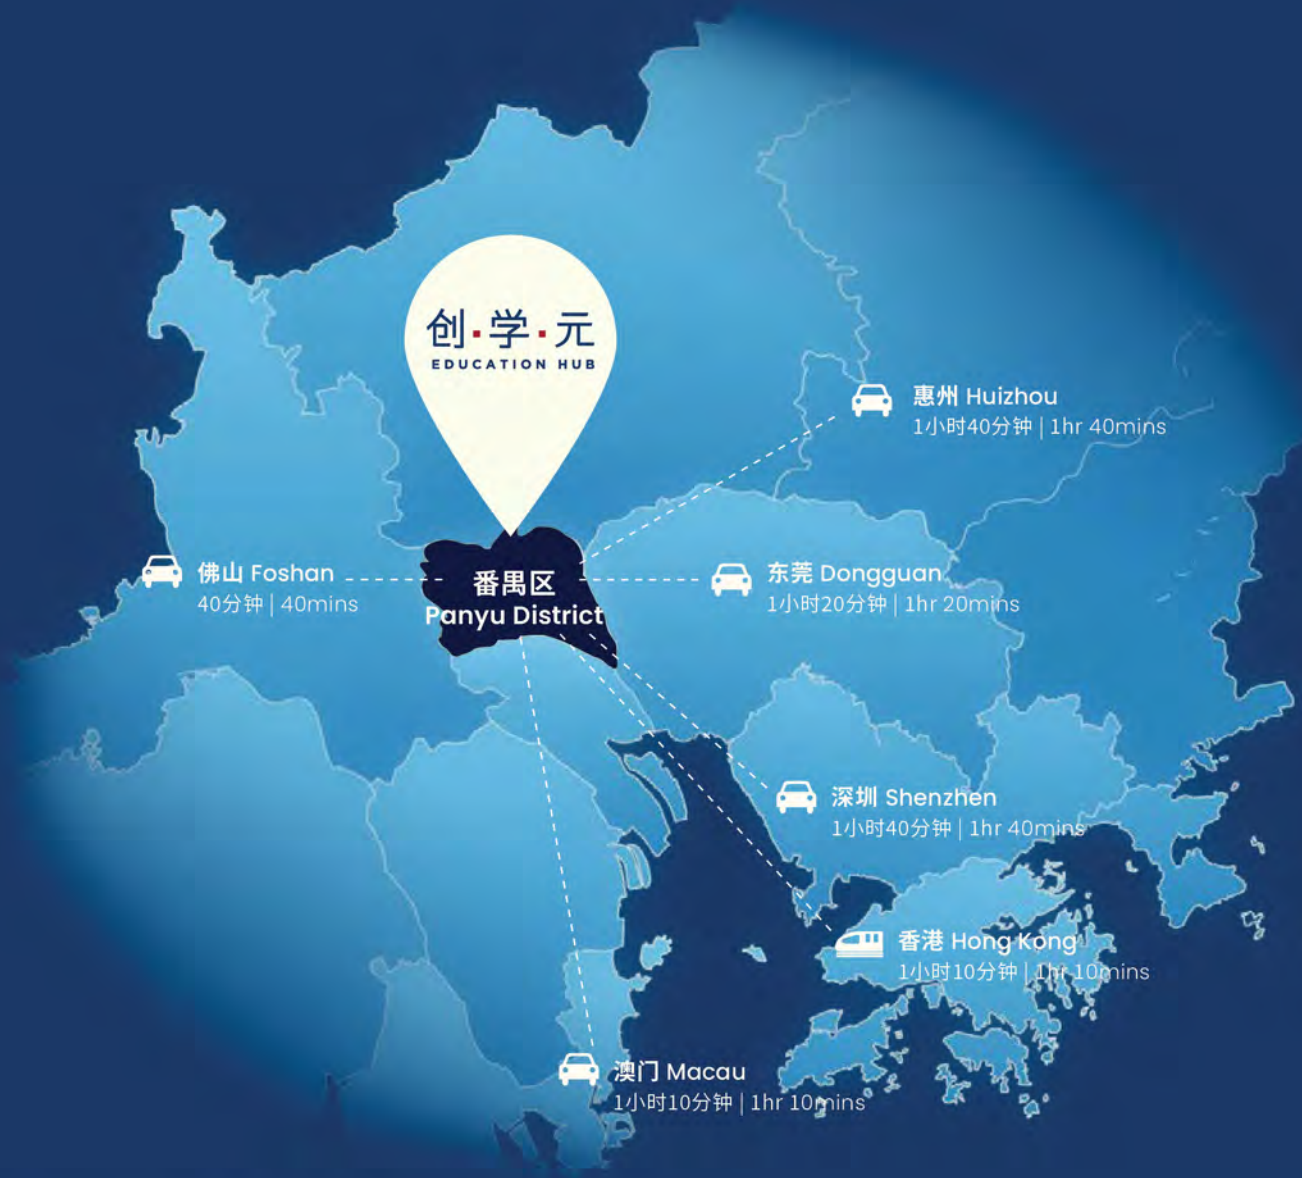 创·学·元
EDUCATION HUB
惠州 Huizhou
1小时40分钟 | 1hr 40mins
佛山 Foshan
40分钟 | 40mins
番禺区
Panyu District
东莞 Dongguan
1小时20分钟 | 1hr 20mins
深圳 Shenzhen
1小时40分钟 | 1hr 40mins
香港 Hong Kong
1小时10分钟 | 1hr 10mins
澳门 Macau
1小时10分钟 | 1hr 10mins